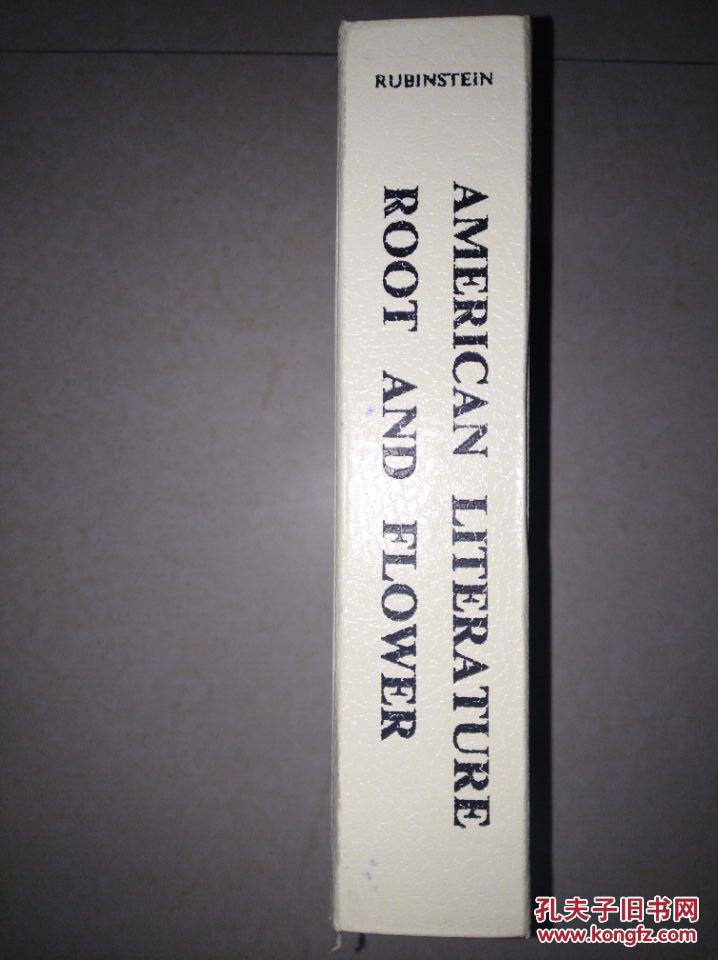 RUBINSTEIN
AMERICAN LITERATURE
ROOT AND FLOWER
孔夫子旧书网
www.kongfz.com